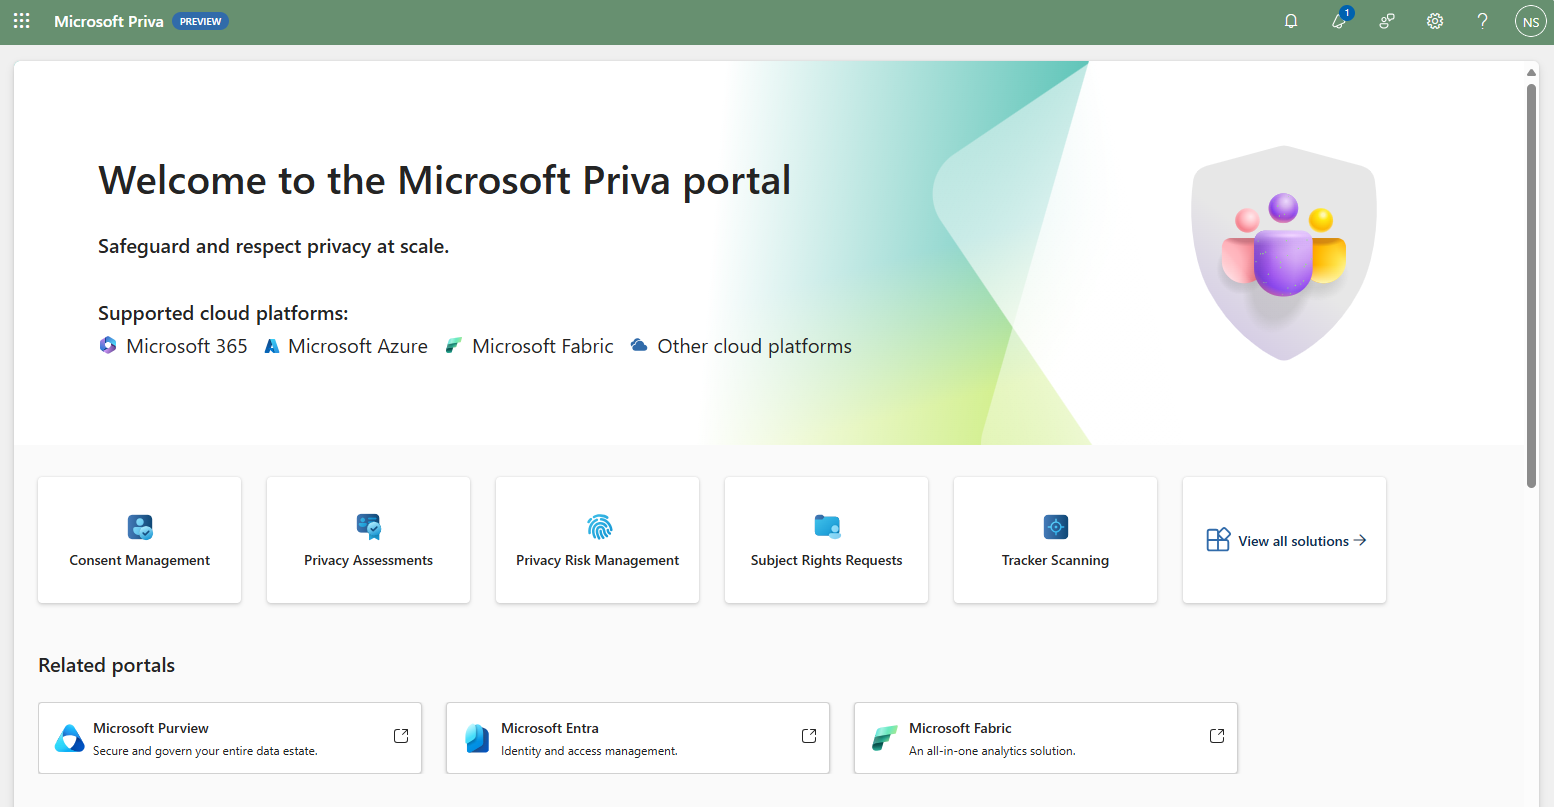 Microsoft Priva PREVIEW 1 NS
Welcome to the Microsoft Priva portal
Safeguard and respect privacy at scale.
Supported cloud platforms:
Microsoft 365 Microsoft Azure Microsoft Fabric Other cloud platforms
Consent Management
Privacy Assessments
Privacy Risk Management
Subject Rights Requests
Tracker Scanning
View all solutions →
Related portals
Microsoft Purview
Secure and govern your entire data estate.
Microsoft Entra
Identity and access management.
Microsoft Fabric
An all-in-one analytics solution.